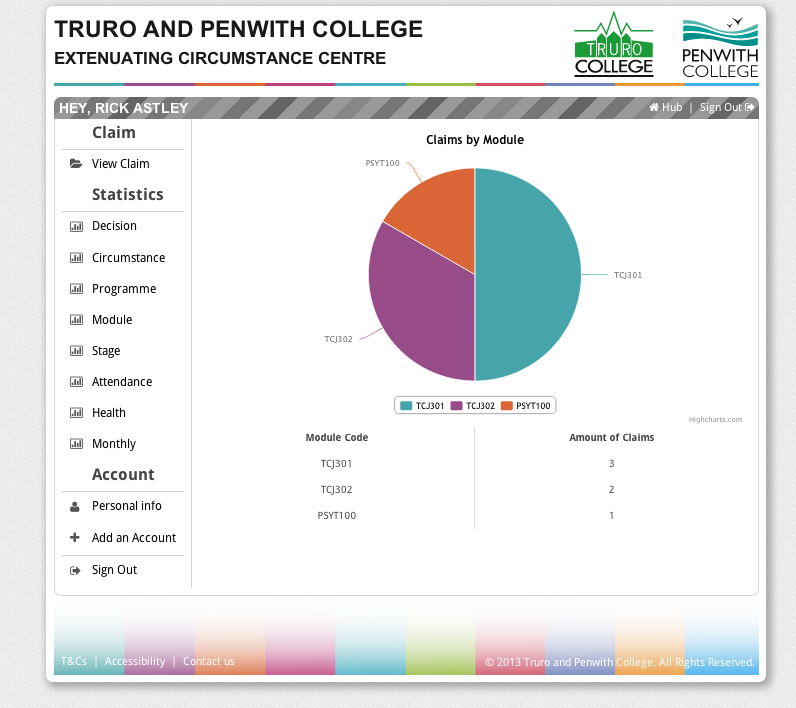 TRURO AND PENWITH COLLEGE
EXTENUATING CIRCUMSTANCE CENTRE
TRURO
COLLEGE
PENWITH
COLLEGE
HEY, RICK ASTLEY
Hub | Sign Out
Claim
View Claim
Statistics
Decision
Circumstance
Programme
Module
Stage
Attendance
Health
Monthly
Account
Personal info
Add an Account
Sign Out
Claims by Module
PSYT100
TCJ301
TCJ302
TCJ301 TCJ302 PSYT100
Highcharts.com
Module Code Amount of Claims
TCJ301 3
TCJ302 2
PSYT100 1
T&Cs | Accessibility | Contact us
© 2013 Truro and Penwith College. All Rights Reserved.